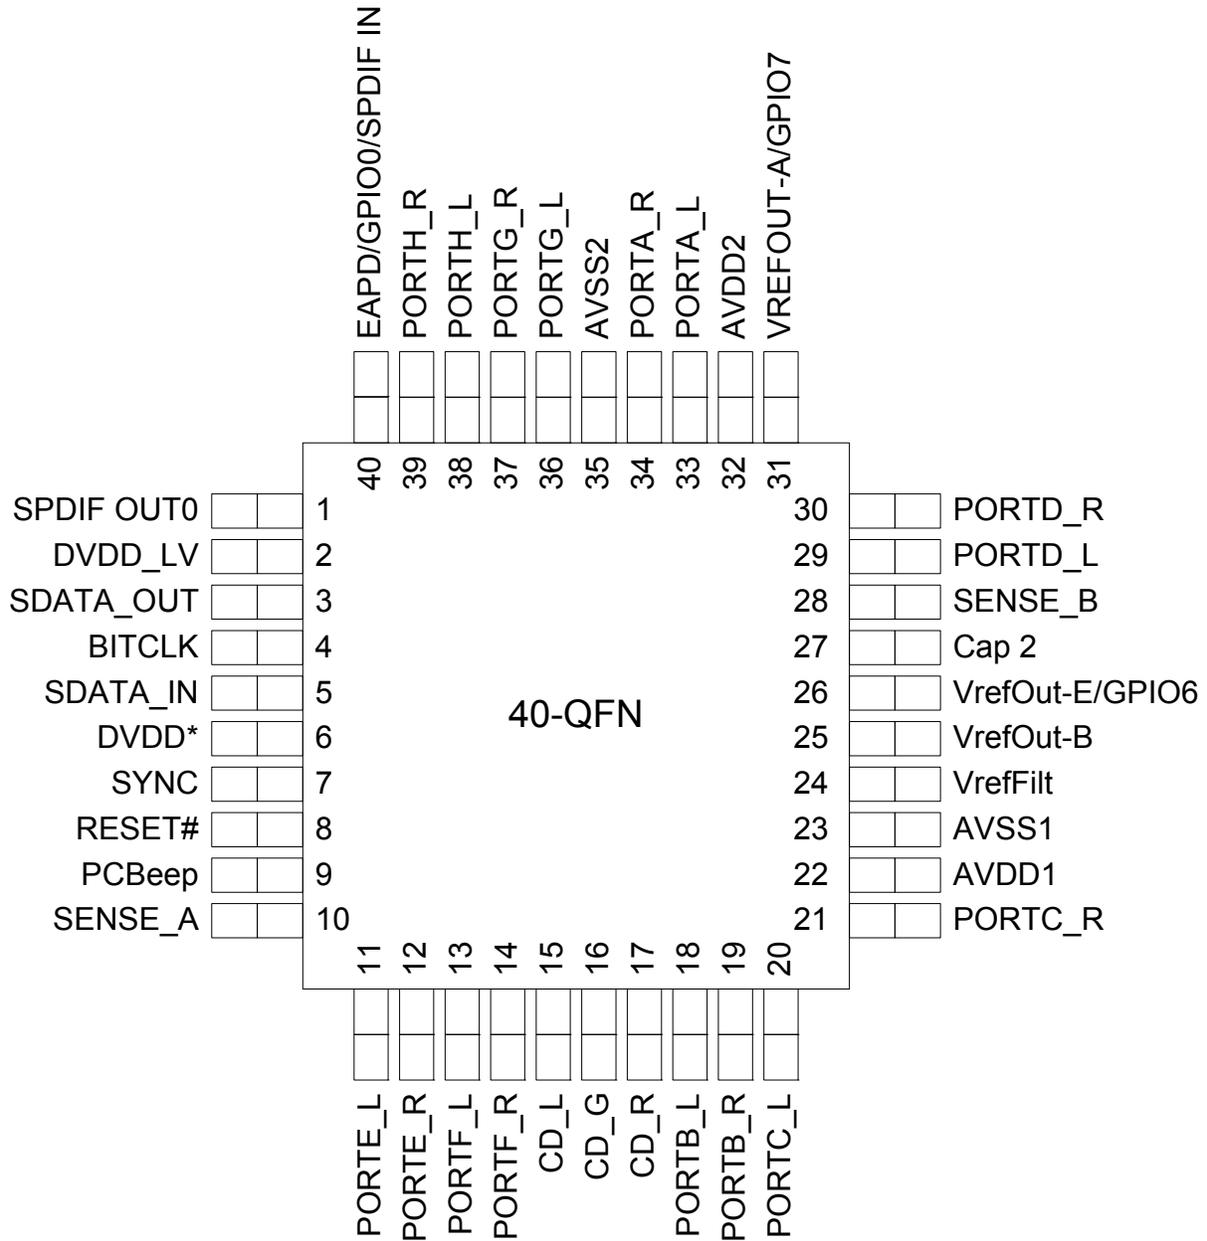 EAPD/GPIO0/SPDIF IN
PORTH_R
PORTH_L
PORTG_R
PORTG_L
AVSS2
PORTA_R
PORTA_L
AVDD2
VREFOUT-A/GPIO7
40
39
38
37
36
35
34
33
32
31
SPDIF OUT0 1
DVDD_LV 2
SDATA_OUT 3
BITCLK 4
SDATA_IN 5
DVDD* 6
SYNC 7
RESET# 8
PCBeep 9
SENSE_A 10
40-QFN
30 PORTD_R
29 PORTD_L
28 SENSE_B
27 Cap 2
26 VrefOut-E/GPIO6
25 VrefOut-B
24 VrefFilt
23 AVSS1
22 AVDD1
21 PORTC_R
11
12
13
14
15
16
17
18
19
20
PORTE_L
PORTE_R
PORTF_L
PORTF_R
CD_L
CD_G
CD_R
PORTB_L
PORTB_R
PORTC_L